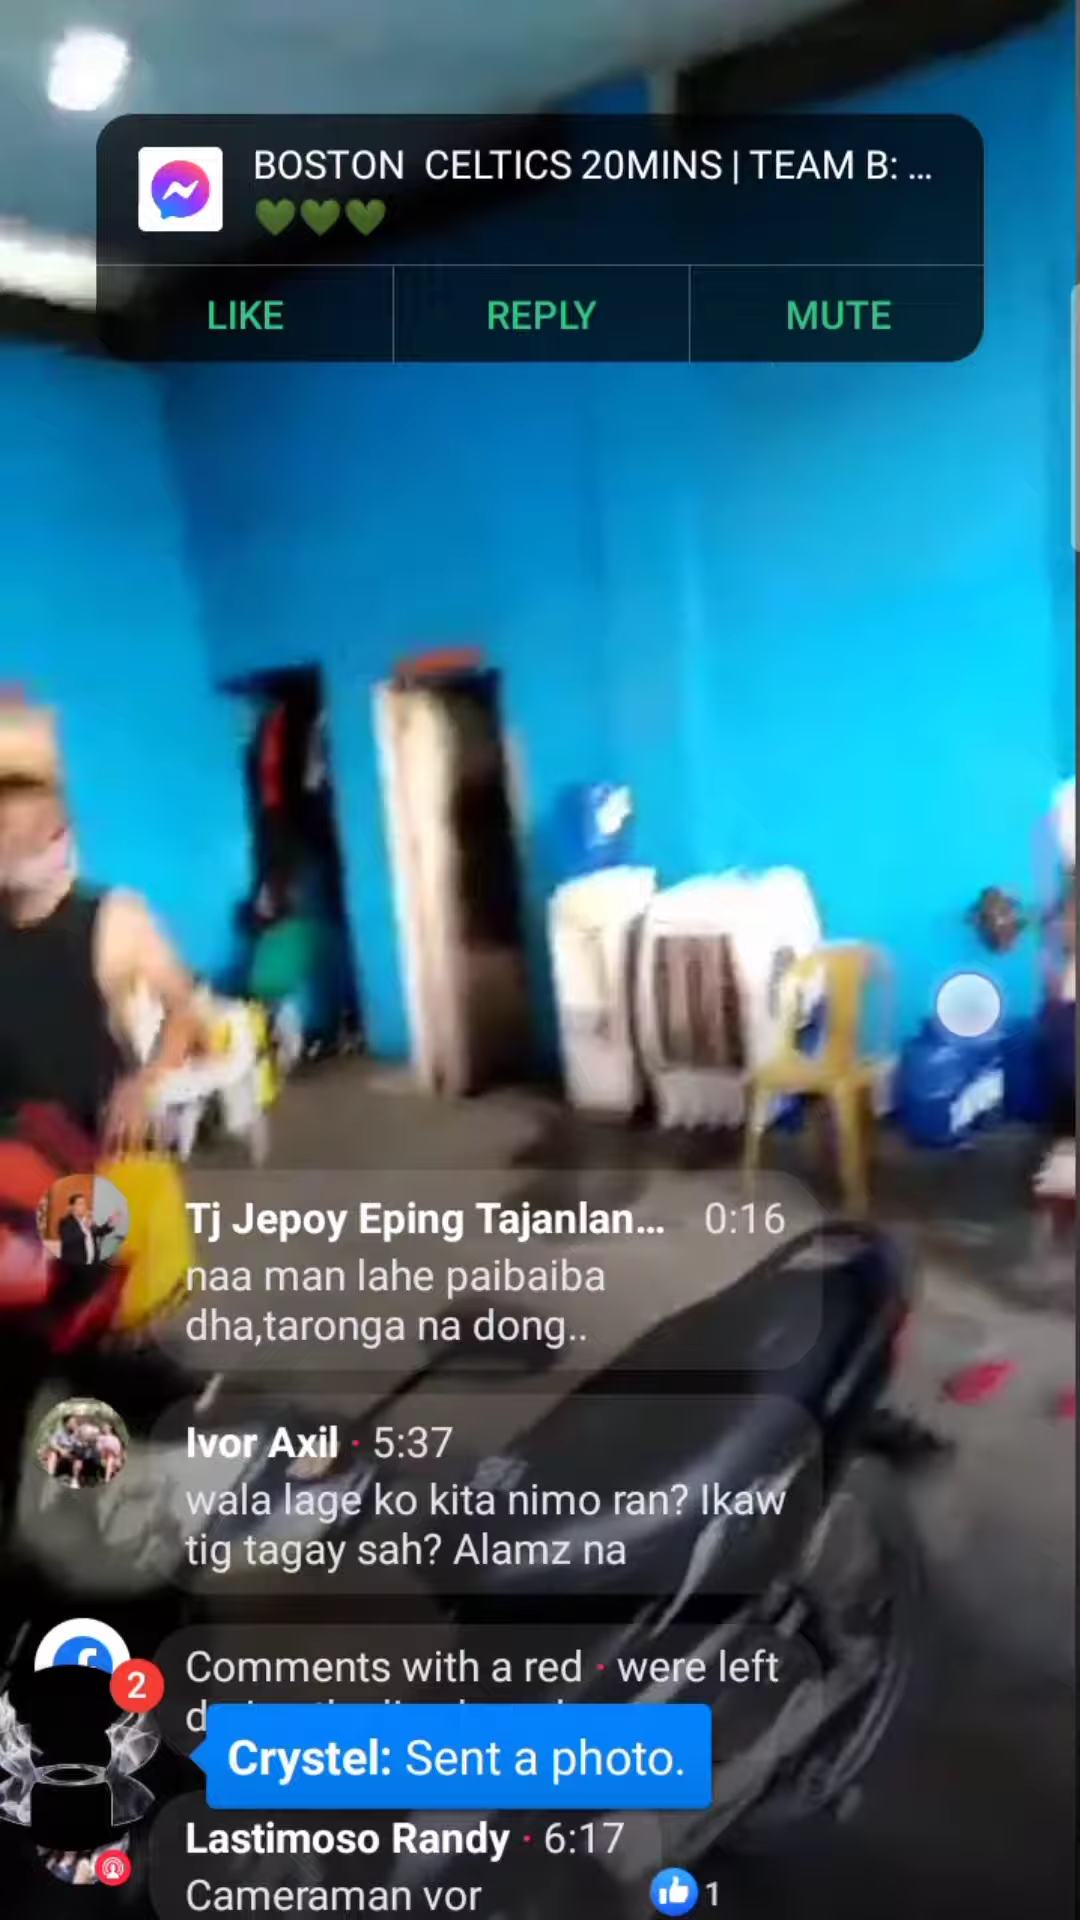 BOSTON CELTICS 20MINS | TEAM B: ...
💚💚💚
LIKE REPLY MUTE
Tj Jepoy Eping Tajanlan... 0:16
naa man lahe paibaiba
dha,taronga na dong..
Ivor Axil · 5:37
wala lage ko kita nimo ran? Ikaw
tig tagay sah? Alamz na
Comments with a red · were left
2
Crystel: Sent a photo.
Lastimoso Randy · 6:17
Cameraman vor
1